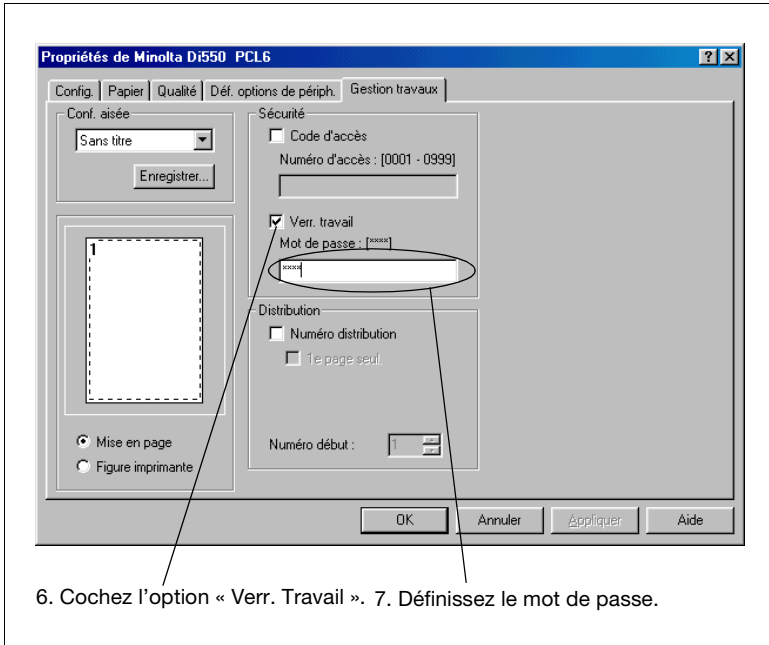 Propriétés de Minolta Di550 PCL6
Config. Papier Qualité Déf. options de périph. Gestion travaux
Conf. aisée
Sans titre
Enregistrer...
1
Mise en page
Figure imprimante
Sécurité
Code d'accès
Numéro d'accès : [0001 - 0999]
Verr. travail
Mot de passe : [****]
****
Distribution
Numéro distribution
1e page seul.
Numéro début : 1
OK Annuler Appliquer Aide
6. Cochez l'option « Verr. Travail ». 7. Définissez le mot de passe.